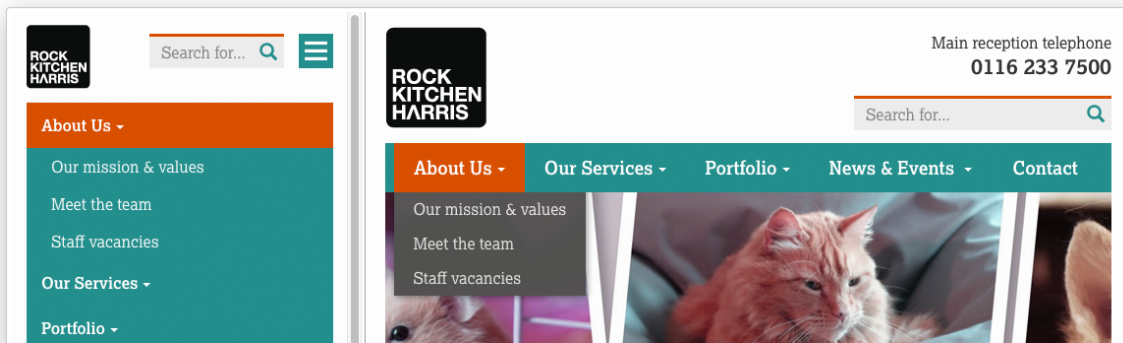 ROCK
KITCHEN
HARRIS
Search for...
About Us
Our mission & values
Meet the team
Staff vacancies
Our Services
Portfolio
ROCK
KITCHEN
HARRIS
Main reception telephone
0116 233 7500
Search for...
About Us
Our Services
Portfolio
News & Events
Contact
Our mission & values
Meet the team
Staff vacancies